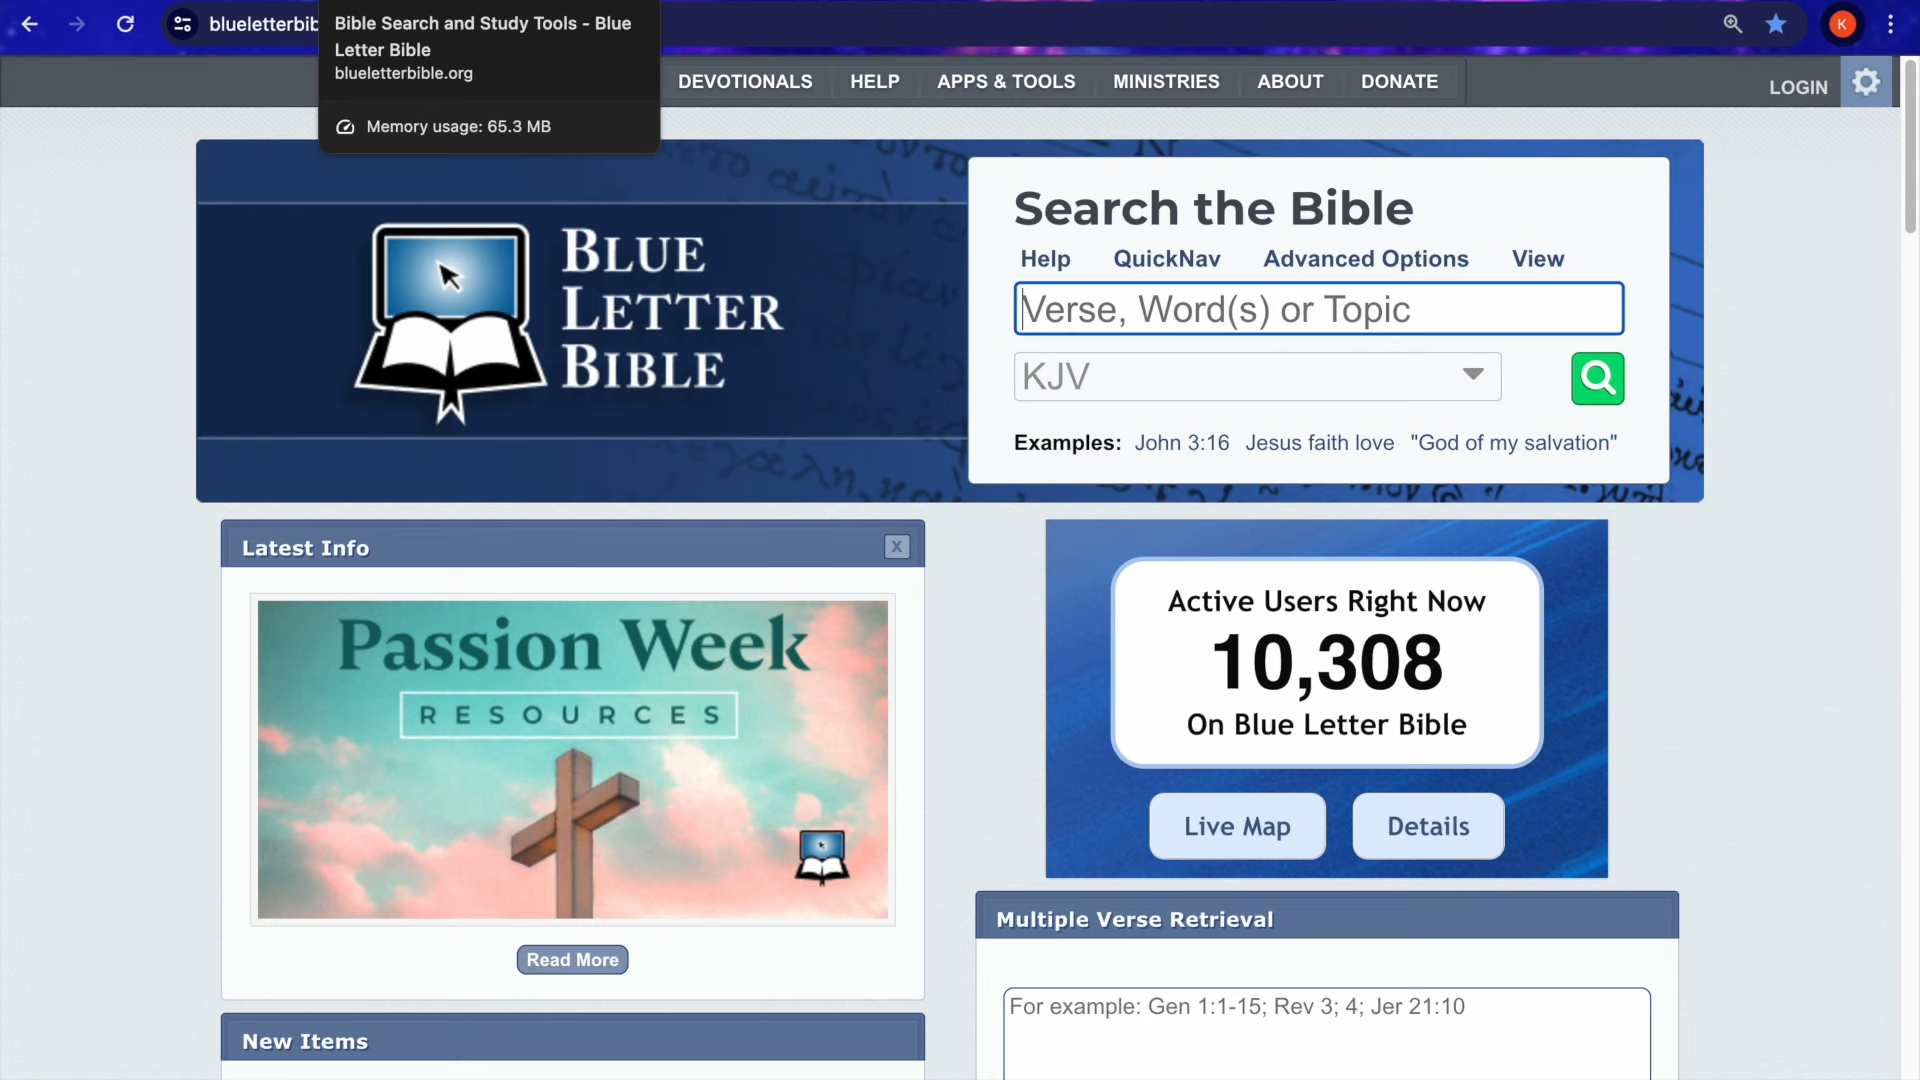 blueletterbib
Bible Search and Study Tools - Blue
Letter Bible
blueletterbible.org
Memory usage: 65.3 MB
K
DEVOTIONALS HELP APPS & TOOLS MINISTRIES ABOUT DONATE
LOGIN
BLUE
LETTER
BIBLE
Search the Bible
Help QuickNav Advanced Options View
Verse, Word(s) or Topic
KJV
Examples: John 3:16 Jesus faith love "God of my salvation"
Latest Info
X
Passion Week
RESOURCES
Read More
New Items
Active Users Right Now
10,308
On Blue Letter Bible
Live Map Details
Multiple Verse Retrieval
For example: Gen 1:1-15; Rev 3; 4; Jer 21:10